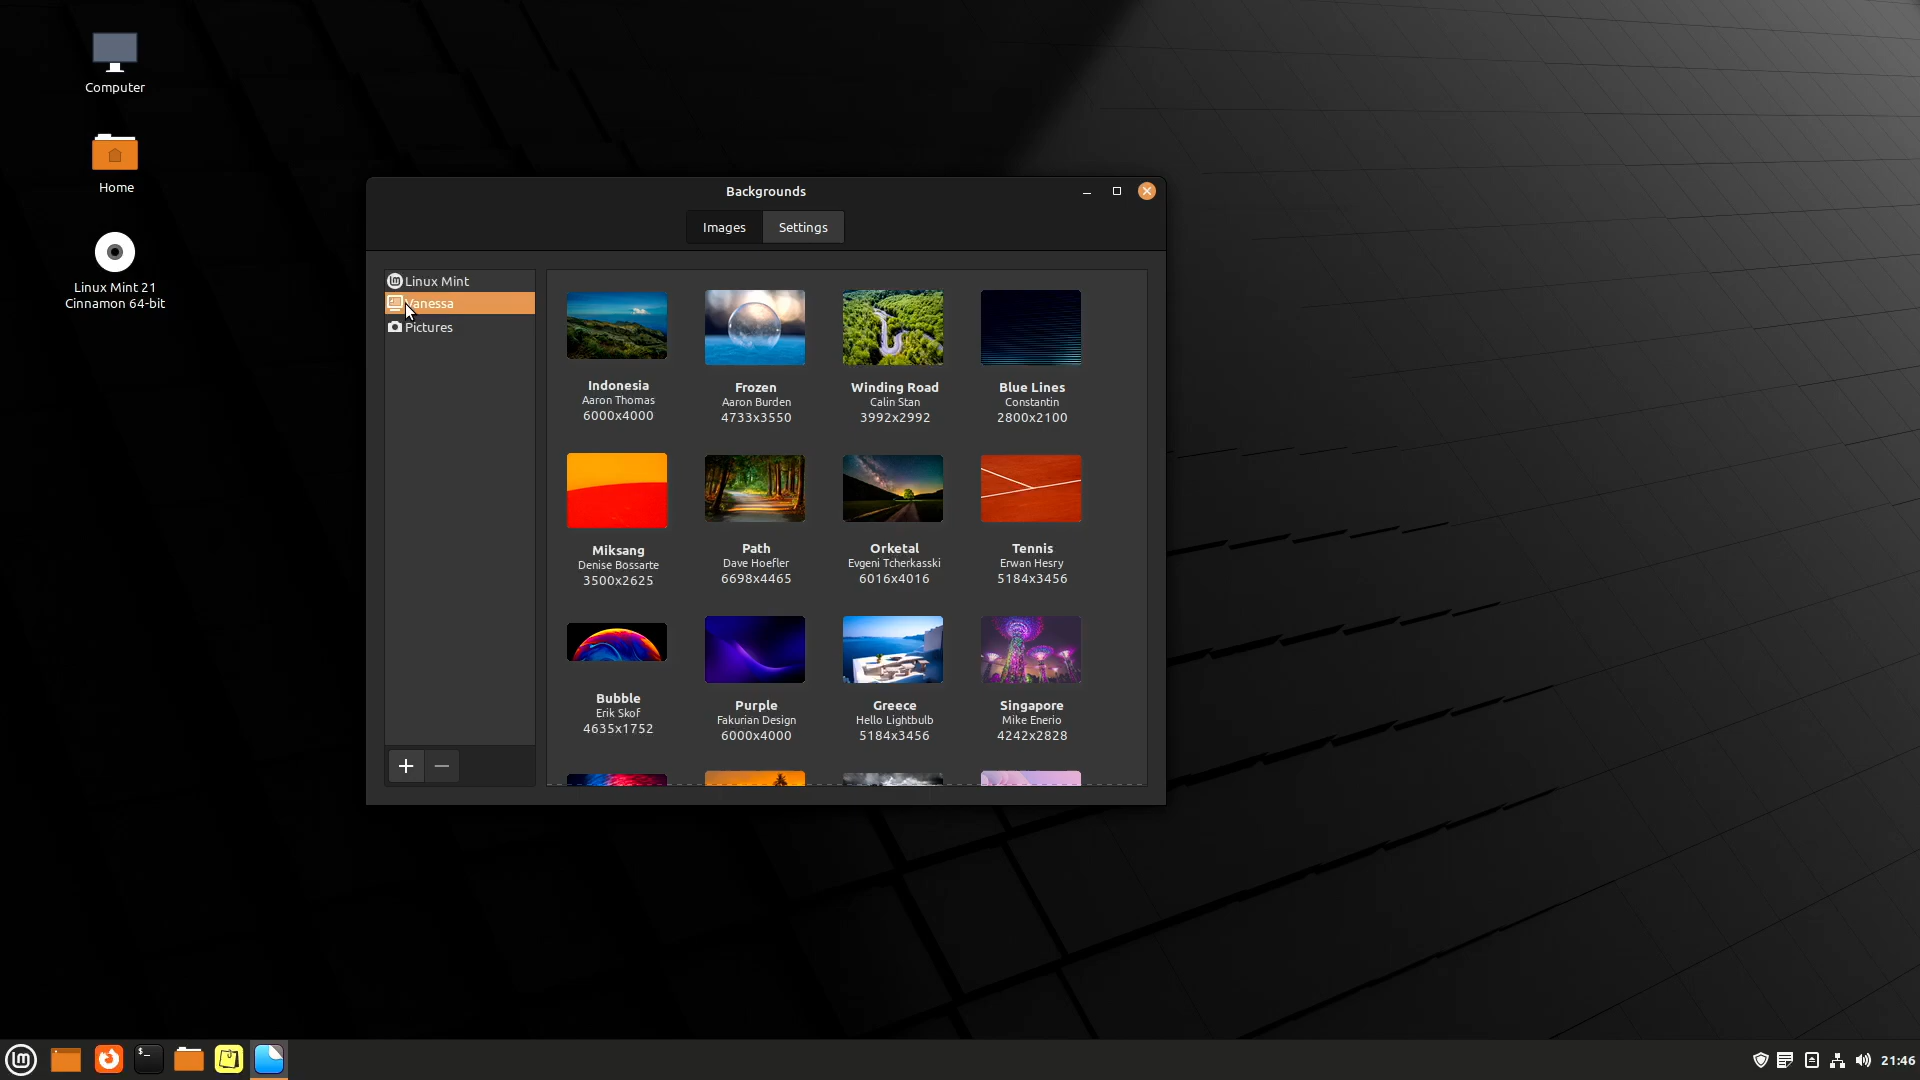 Computer
Home
Linux Mint 21
Cinnamon 64-bit
Backgrounds
Images Settings
Linux Mint
Vanessa
Pictures
Indonesia
Aaron Thomas
6000x4000
Frozen
Aaron Burden
4733x3550
Winding Road
Calin Stan
3992x2992
Blue Lines
Constantin
2800x2100
Miksang
Denise Bossarte
3500x2625
Path
Dave Hoefler
6698x4465
Orketal
Evgeni Tcherkasski
6016x4016
Tennis
Erwan Hesry
5184x3456
Bubble
Erik Skof
4635x1752
Purple
Fakurian Design
6000x4000
Greece
Hello Lightbulb
5184x3456
Singapore
Mike Enerio
4242x2828
21:46